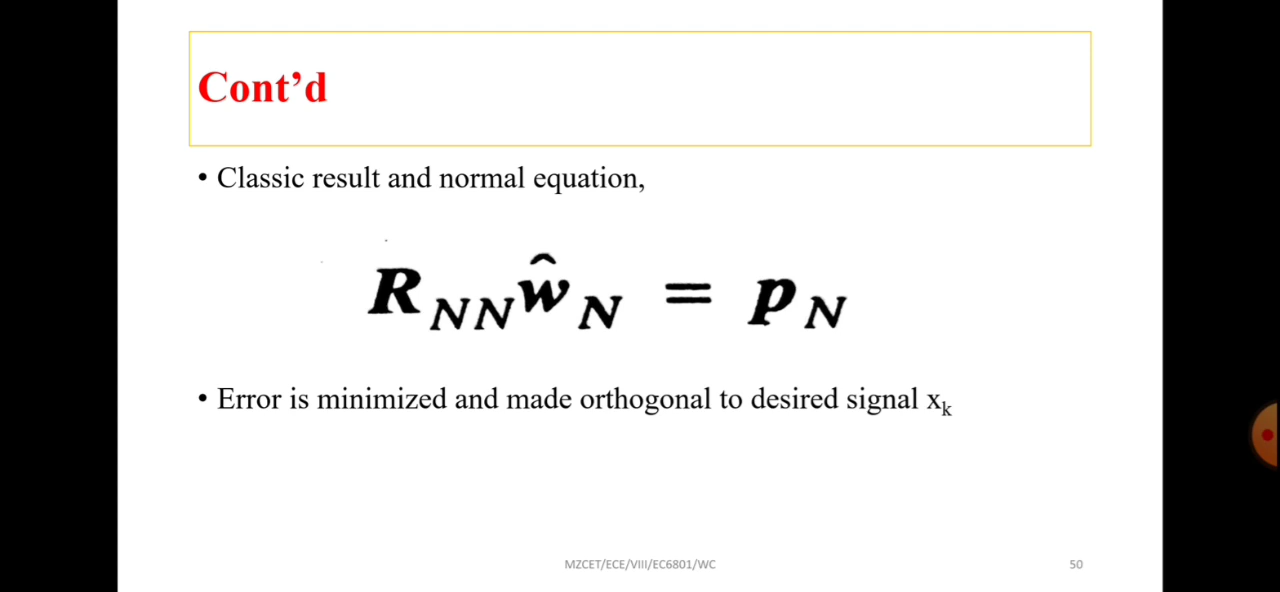 Cont’d
• Classic result and normal equation,
R_NN ŵ_N = p_N
• Error is minimized and made orthogonal to desired signal x_k
MZCET/ECE/VIII/EC6801/WC
50